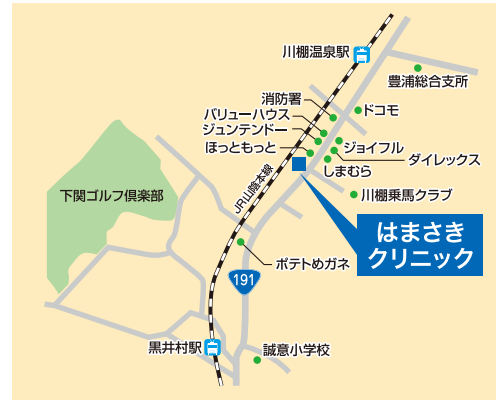 川棚温泉駅
豊浦総合支所
消防署
ドコモ
バリューハウス
ジュンテンドー
ジョイフル
ほっともっと
ダイレックス
しまむら
JR山陰本線
下関ゴルフ倶楽部
川棚乗馬クラブ
はまさき
クリニック
ポテトめガネ
191
黒井村駅
誠意小学校